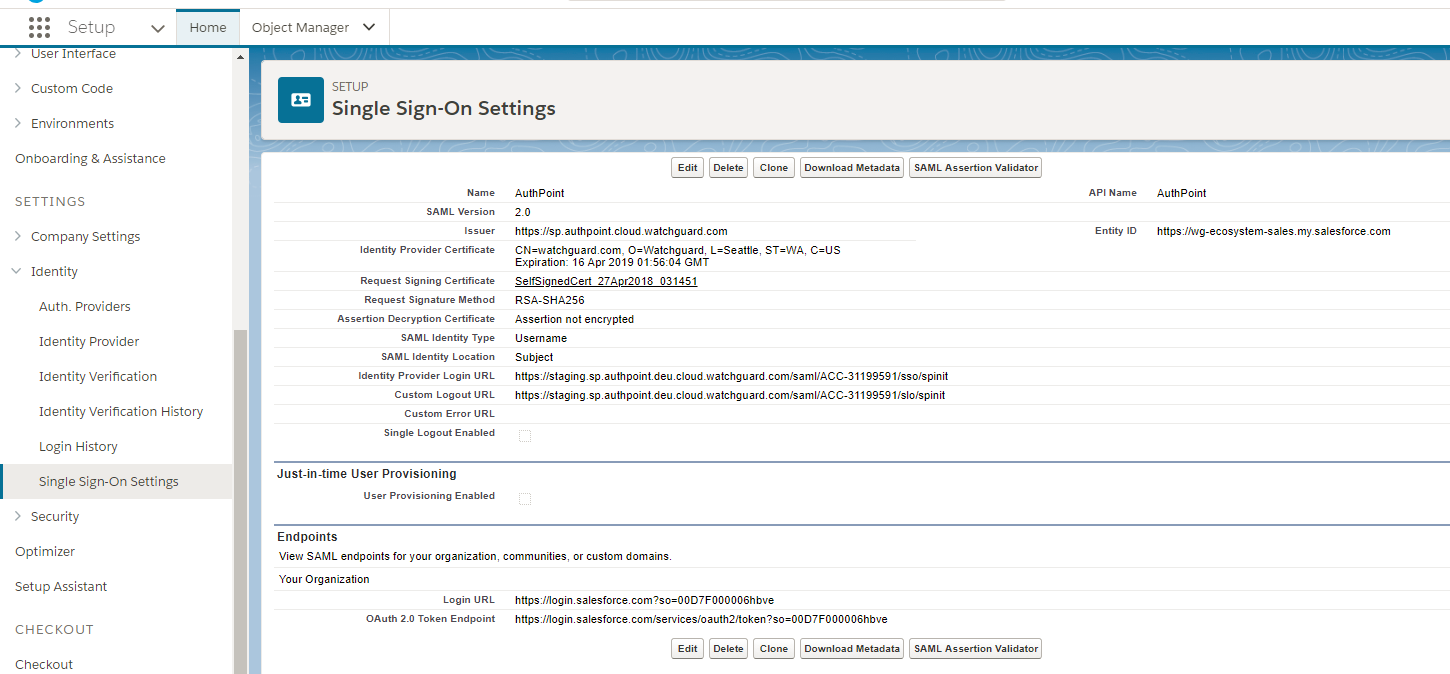 Setup
Home
Object Manager
User Interface
Custom Code
Environments
Onboarding & Assistance
SETTINGS
Company Settings
Identity
Auth. Providers
Identity Provider
Identity Verification
Identity Verification History
Login History
Single Sign-On Settings
Security
Optimizer
Setup Assistant
CHECKOUT
Checkout
SETUP
Single Sign-On Settings
Edit Delete Clone Download Metadata SAML Assertion Validator
Name AuthPoint API Name AuthPoint
SAML Version 2.0
Issuer https://sp.authpoint.cloud.watchguard.com Entity ID https://wg-ecosystem-sales.my.salesforce.com
Identity Provider Certificate CN=watchguard.com, O=Watchguard, L=Seattle, ST=WA, C=US
Expiration: 16 Apr 2019 01:56:04 GMT
Request Signing Certificate SelfSignedCert_27Apr2018_031451
Request Signature Method RSA-SHA256
Assertion Decryption Certificate Assertion not encrypted
SAML Identity Type Username
SAML Identity Location Subject
Identity Provider Login URL https://staging.sp.authpoint.deu.cloud.watchguard.com/saml/ACC-31199591/sso/spinit
Custom Logout URL https://staging.sp.authpoint.deu.cloud.watchguard.com/saml/ACC-31199591/slo/spinit
Custom Error URL
Single Logout Enabled
Just-in-time User Provisioning
User Provisioning Enabled
Endpoints
View SAML endpoints for your organization, communities, or custom domains.
Your Organization
Login URL https://login.salesforce.com?so=00D7F000006hbve
OAuth 2.0 Token Endpoint https://login.salesforce.com/services/oauth2/token?so=00D7F000006hbve
Edit Delete Clone Download Metadata SAML Assertion Validator